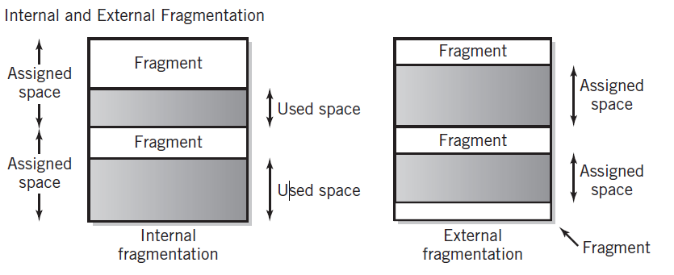 Internal and External Fragmentation
Assigned
space
Fragment
Used space
Assigned
space
Fragment
Used space
Internal
fragmentation
Fragment
Assigned
space
Fragment
Assigned
space
Fragment
External
fragmentation